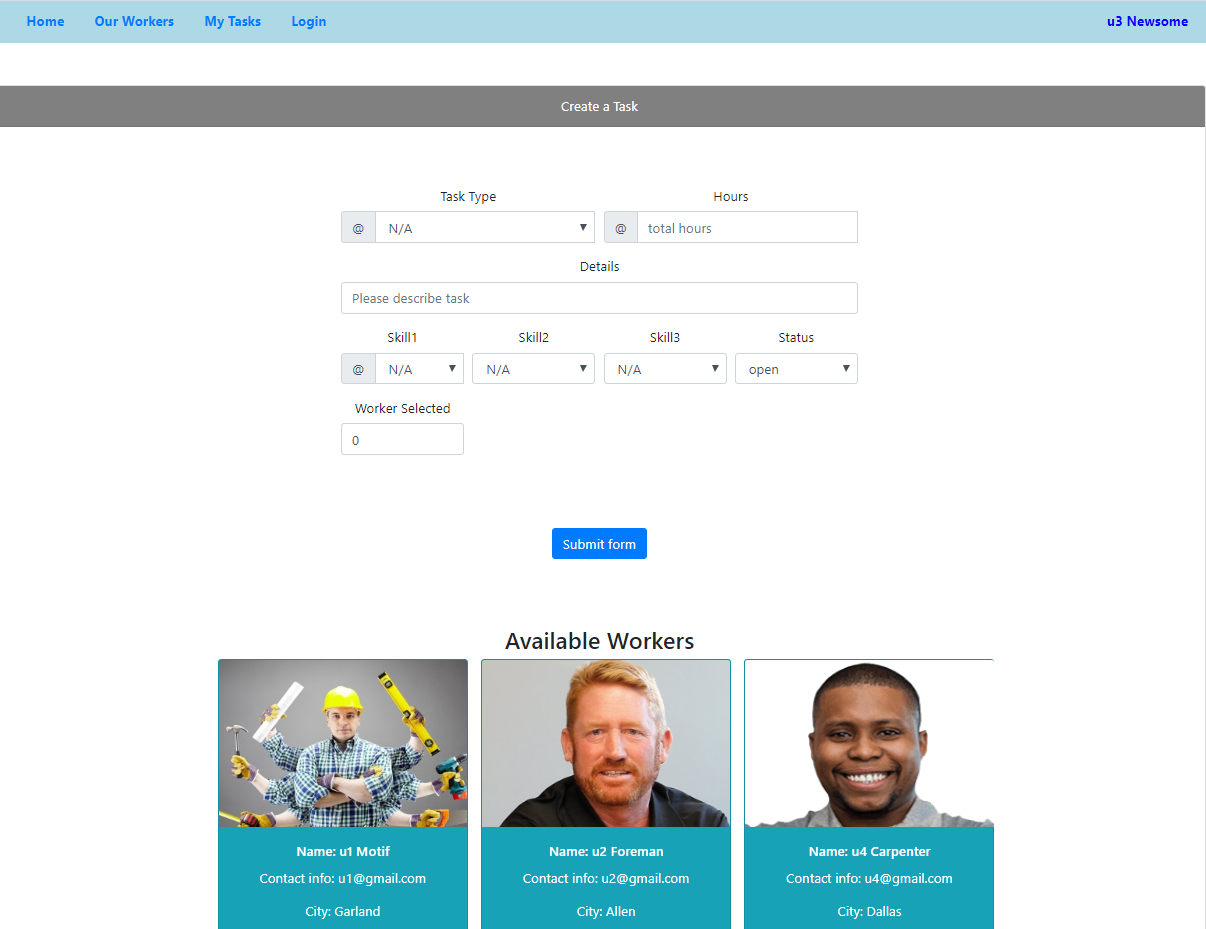 Home Our Workers My Tasks Login u3 Newsome
Create a Task
Task Type Hours
@ N/A @ total hours
Details
Please describe task
Skill1 Skill2 Skill3 Status
@ N/A N/A N/A open
Worker Selected
0
Submit form
Available Workers
Name: u1 Motif Name: u2 Foreman Name: u4 Carpenter
Contact info: u1@gmail.com Contact info: u2@gmail.com Contact info: u4@gmail.com
City: Garland City: Allen City: Dallas